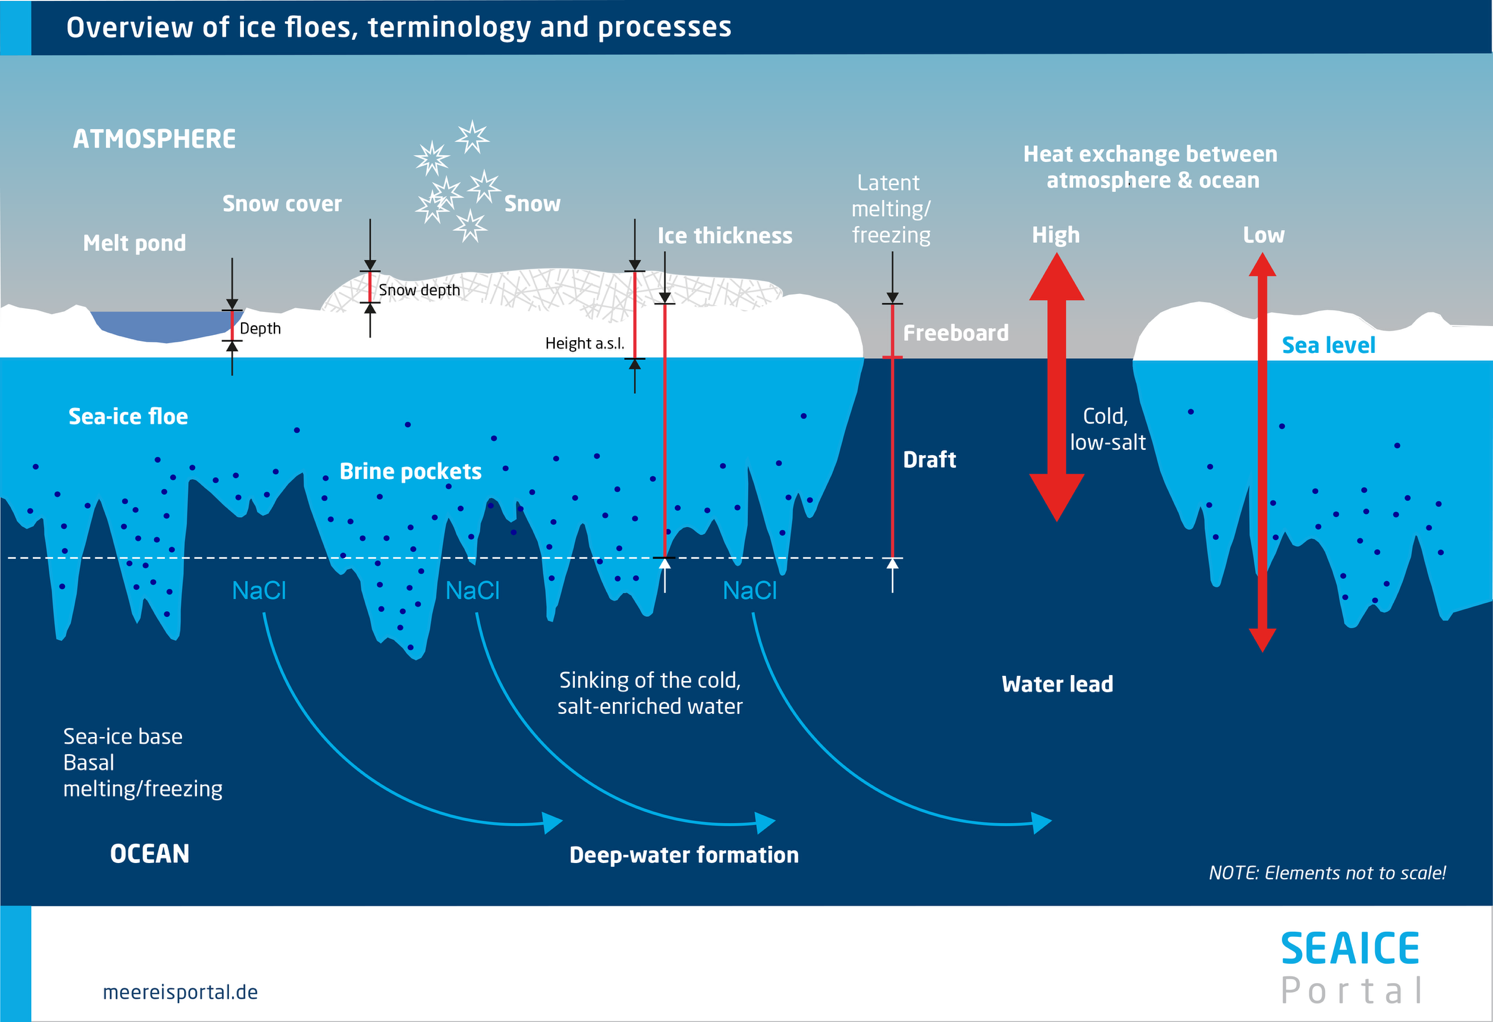 Overview of ice floes, terminology and processes
ATMOSPHERE
Heat exchange between
atmosphere & ocean
Snow cover
Snow
Latent
melting/
freezing
Melt pond
Ice thickness
High
Low
Snow depth
Depth
Height a.s.l.
Freeboard
Sea level
Sea-ice floe
Cold,
low-salt
Brine pockets
Draft
NaCl
NaCl
NaCl
Sinking of the cold,
salt-enriched water
Water lead
Sea-ice base
Basal
melting/freezing
OCEAN
Deep-water formation
NOTE: Elements not to scale!
SEAICE
Portal
meereisportal.de